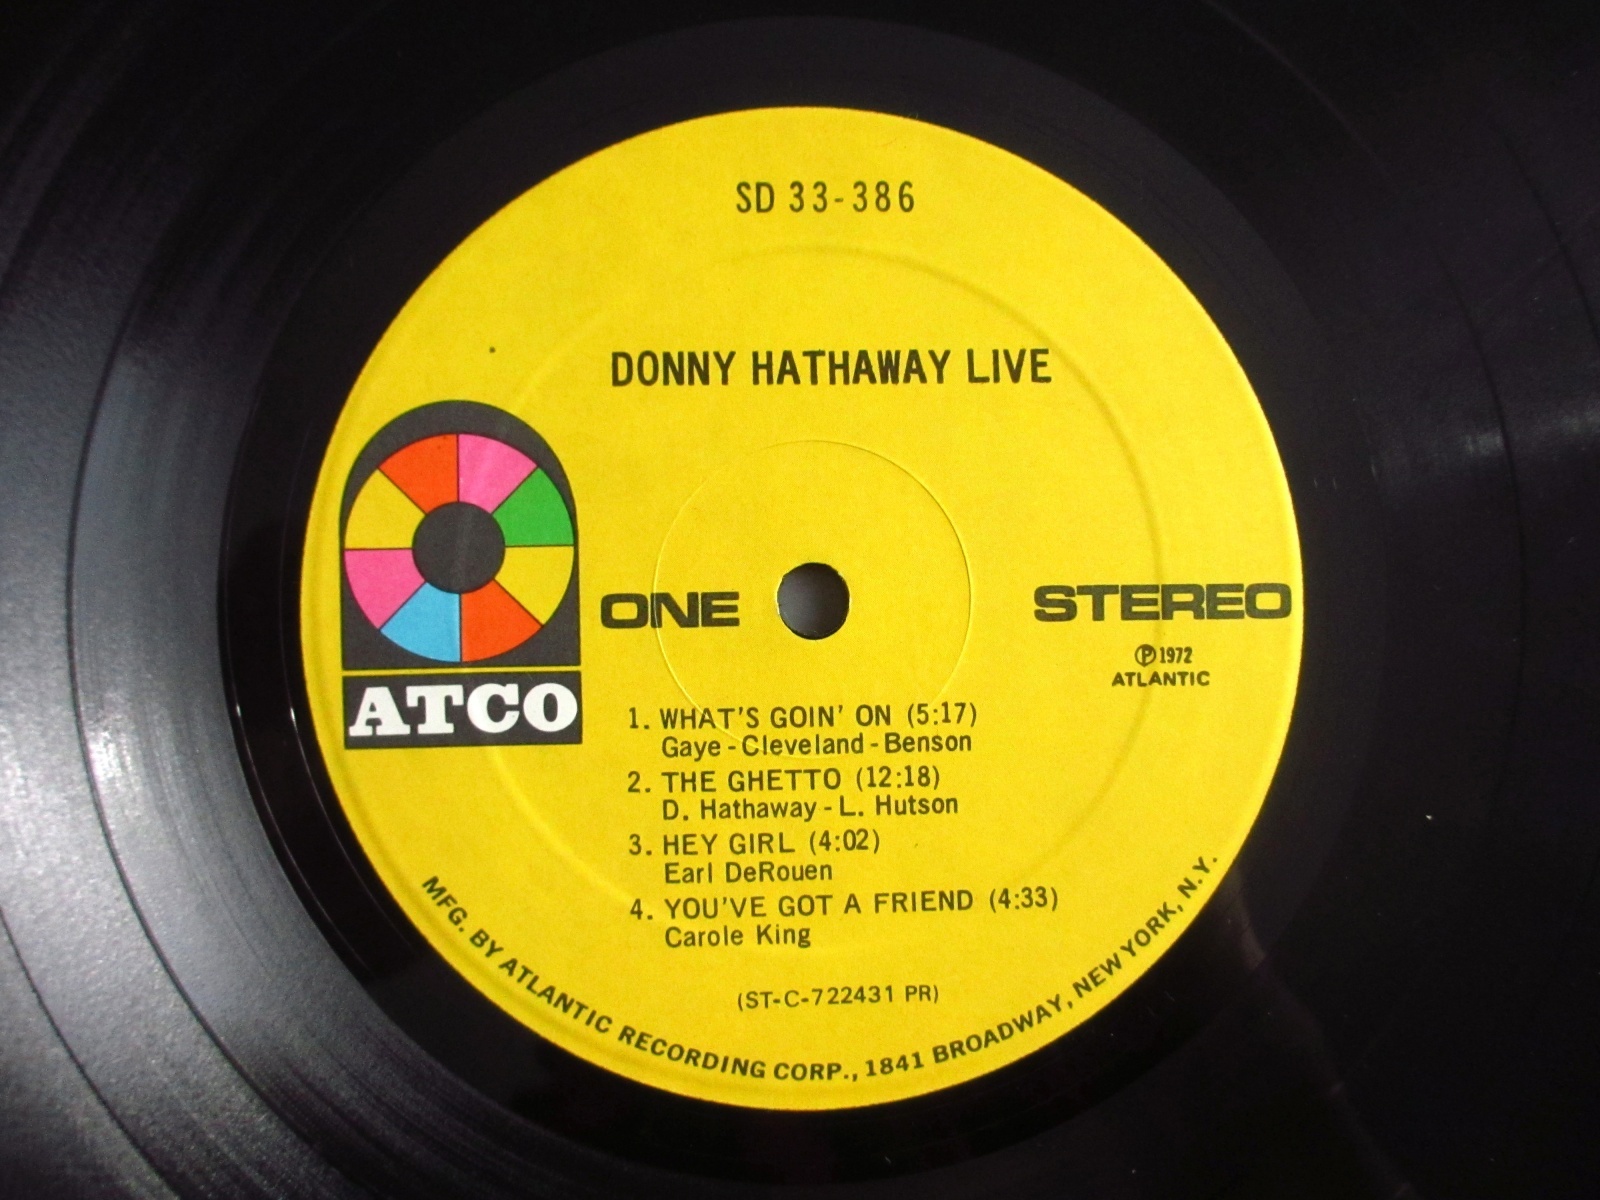 SD 33-386
DONNY HATHAWAY LIVE
ATCO
ONE
STEREO
Ⓟ 1972
ATLANTIC
1. WHAT'S GOIN' ON (5:17)
Gaye - Cleveland - Benson
2. THE GHETTO (12:18)
D. Hathaway - L. Hutson
3. HEY GIRL (4:02)
Earl DeRouen
4. YOU'VE GOT A FRIEND (4:33)
Carole King
(ST-C-722431 PR)
MFG. BY ATLANTIC RECORDING CORP., 1841 BROADWAY, NEW YORK, N.Y.